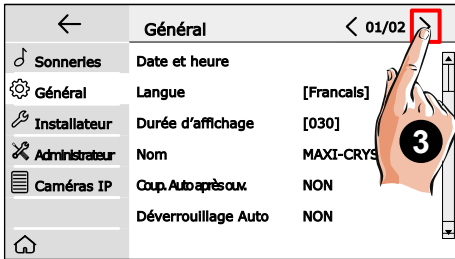 Général
01/02
Sonneries
Général
Installateur
Administrateur
Caméras IP
Date et heure
Langue [Francais]
Durée d'affichage [030]
Nom MAXI-CRYS
Coup. Auto après ouv. NON
Déverrouillage Auto NON
3